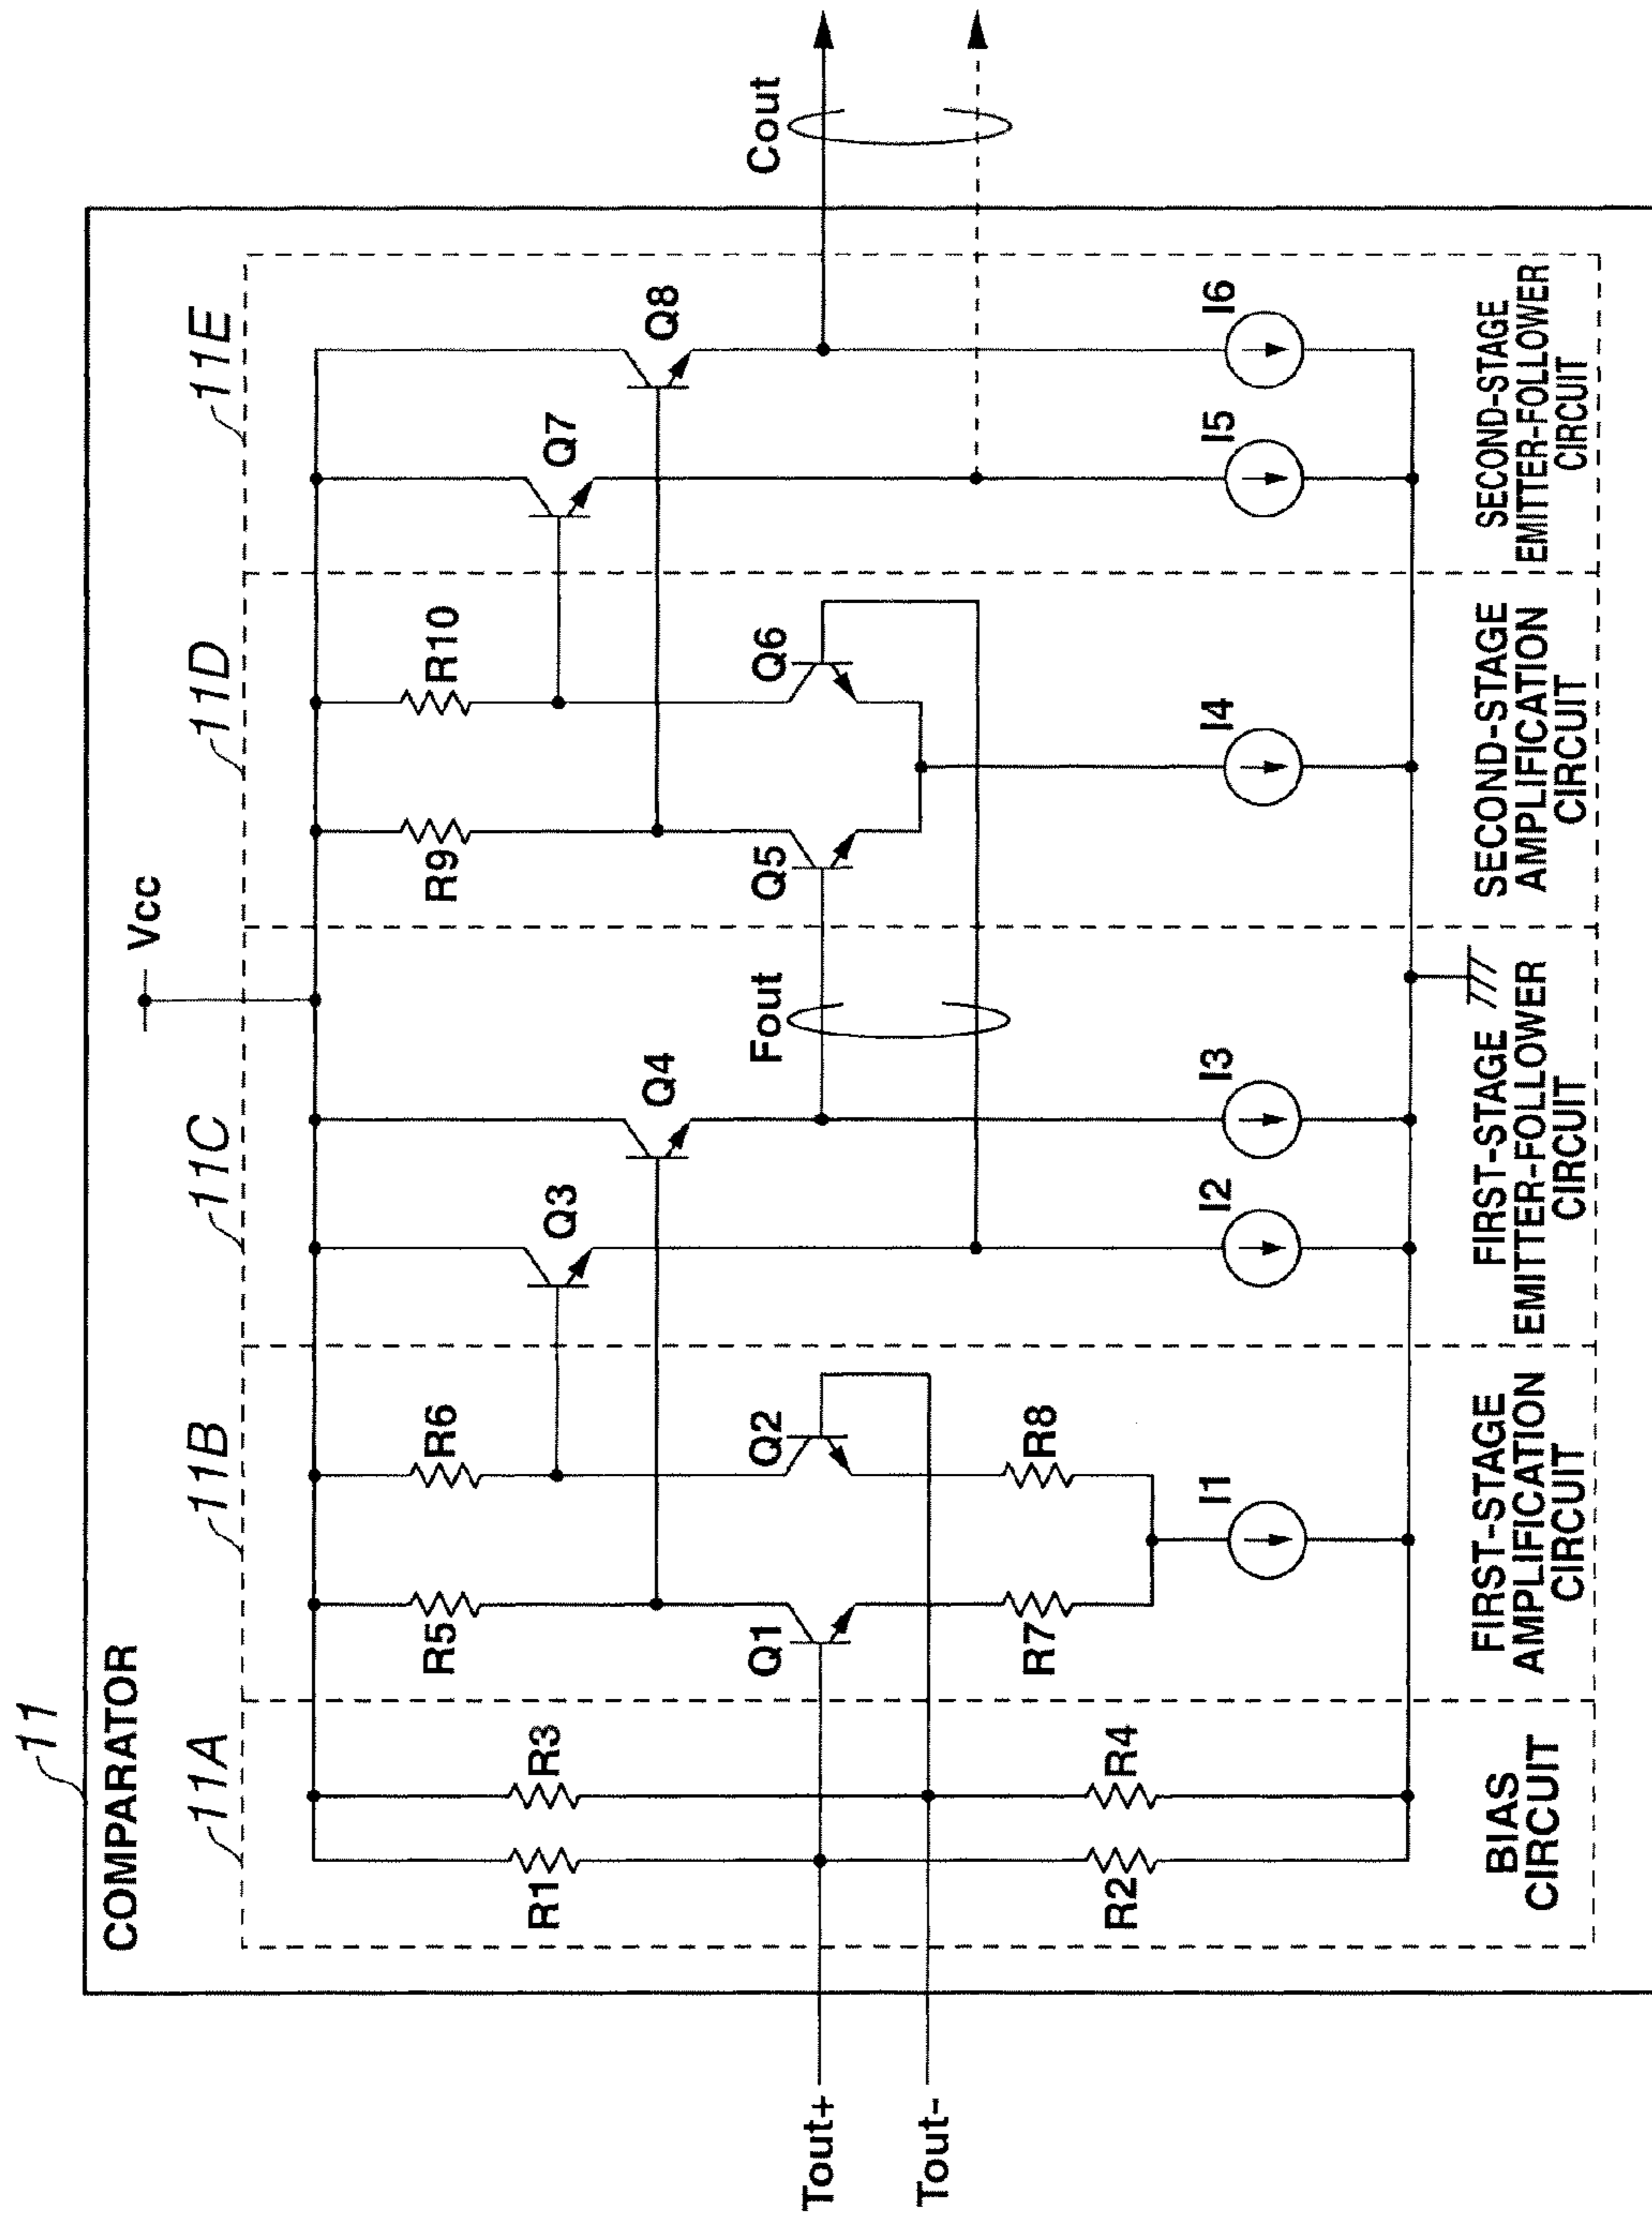 11
COMPARATOR
Vcc
11A
11B
11C
11D
11E
R1
R3
R5
R6
Q3
Q4
R9
R10
Q7
Q8
Tout+
Tout-
Q1
Q2
Fout
Q5
Q6
Cout
R2
R4
R7
R8
I1
I2
I3
I4
I5
I6
BIAS
CIRCUIT
FIRST-STAGE
AMPLIFICATION
CIRCUIT
FIRST-STAGE
EMITTER-FOLLOWER
CIRCUIT
SECOND-STAGE
AMPLIFICATION
CIRCUIT
SECOND-STAGE
EMITTER-FOLLOWER
CIRCUIT